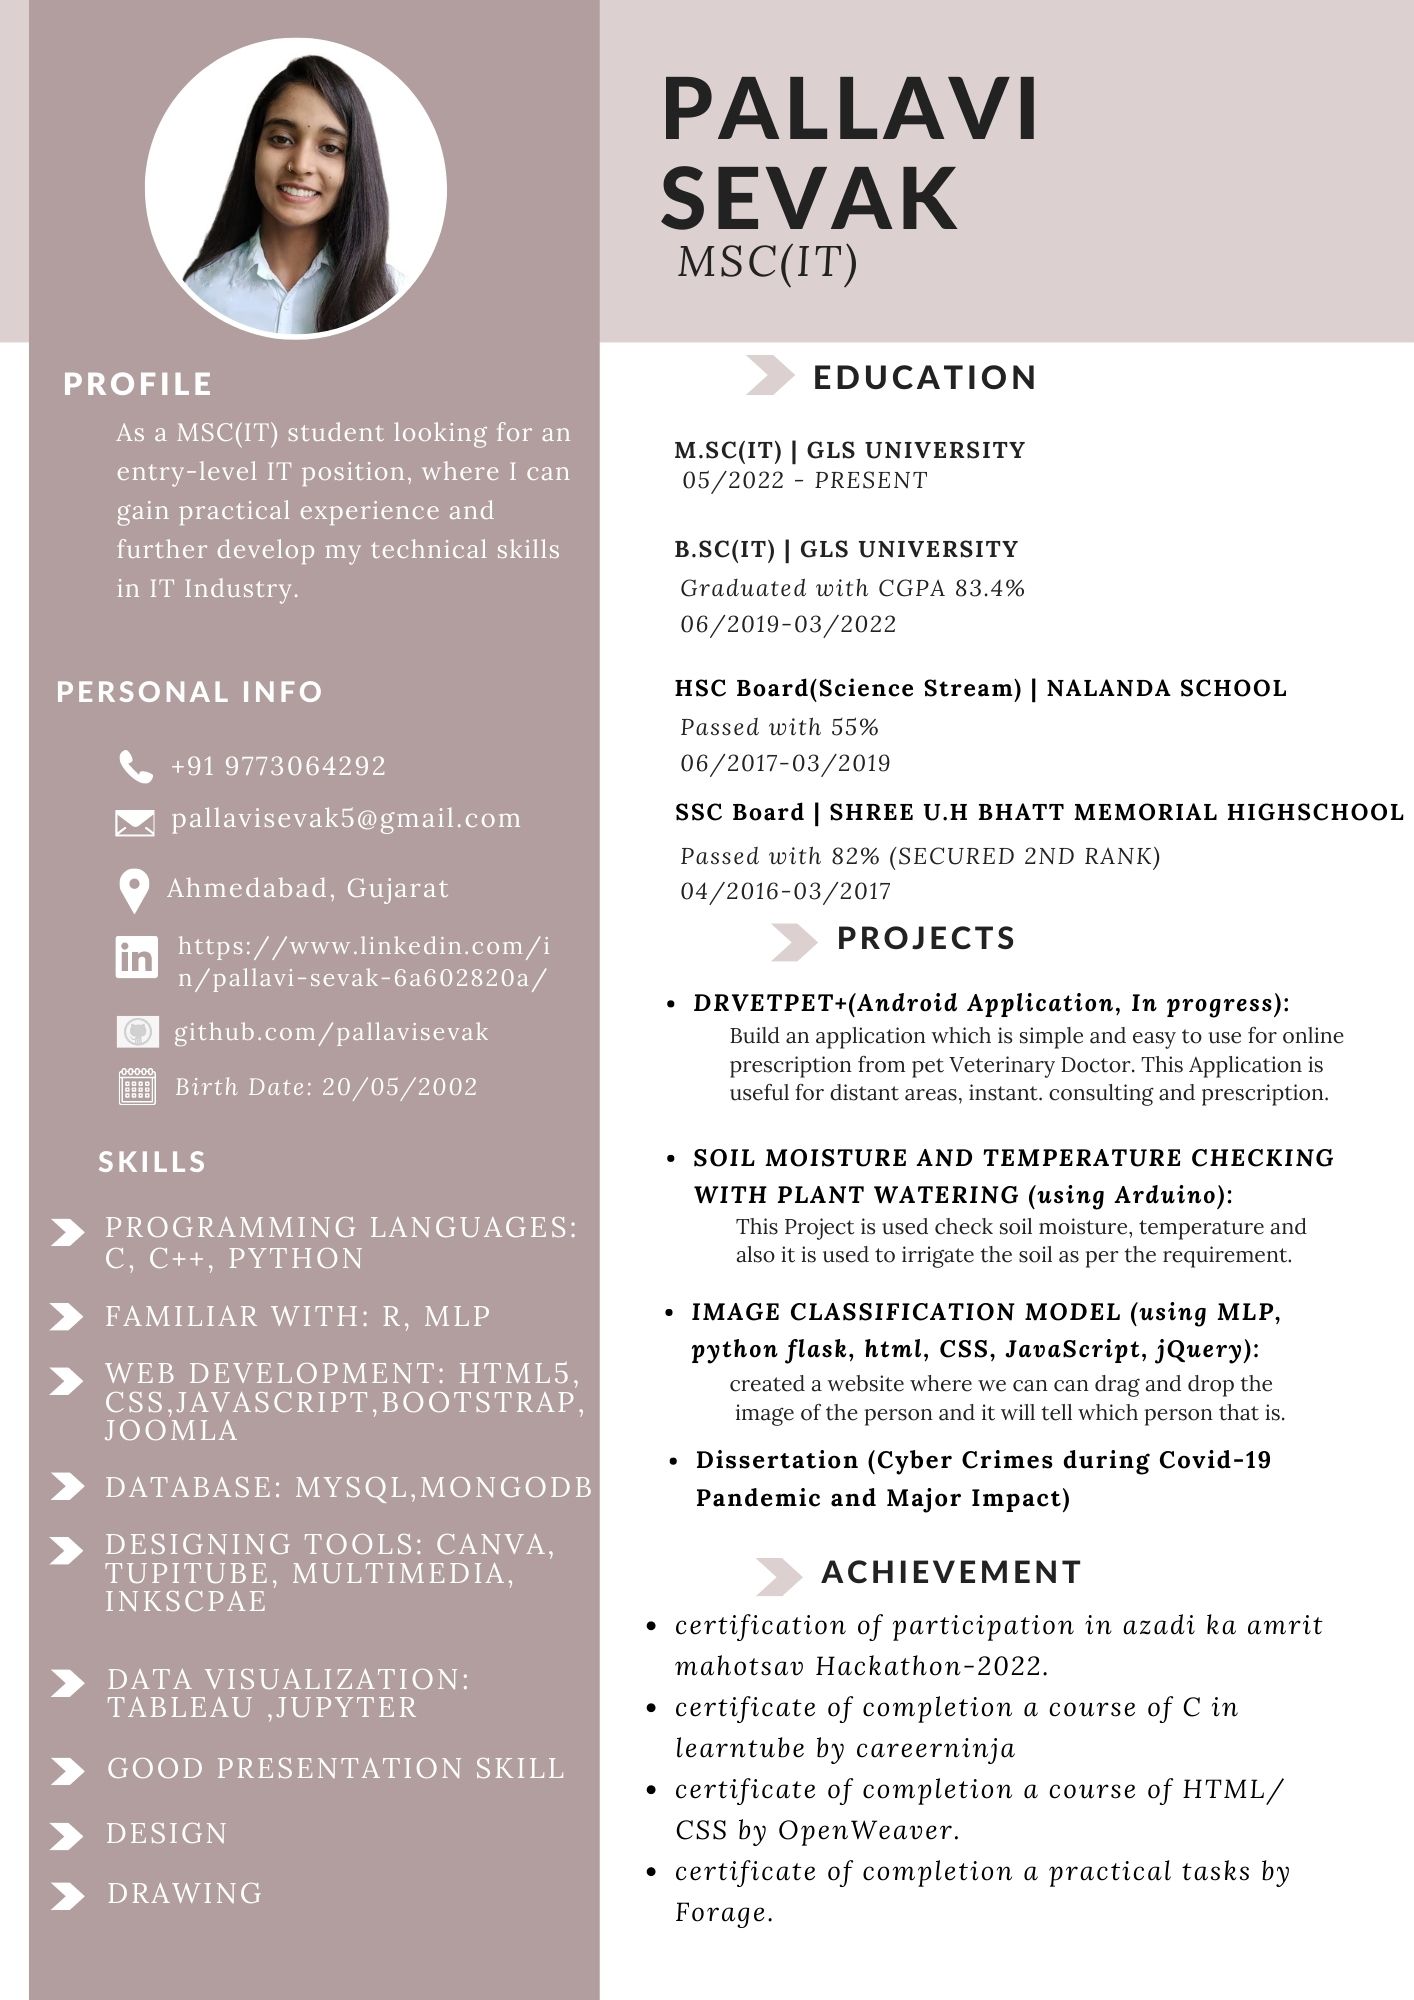 PALLAVI
SEVAK
MSC(IT)
PROFILE
As a MSC(IT) student looking for an
entry-level IT position, where I can
gain practical experience and
further develop my technical skills
in IT Industry.
PERSONAL INFO
+91 9773064292
pallavisevak5@gmail.com
Ahmedabad, Gujarat
in
https://www.linkedin.com/i
n/pallavi-sevak-6a602820a/
github.com/pallavisevak
Birth Date: 20/05/2002
SKILLS
PROGRAMMING LANGUAGES:
C, C++, PYTHON
FAMILIAR WITH: R, MLP
WEB DEVELOPMENT: HTML5,
CSS,JAVASCRIPT,BOOTSTRAP,
JOOMLA
DATABASE: MYSQL,MONGODB
DESIGNING TOOLS: CANVA,
TUPITUBE, MULTIMEDIA,
INKSCPAE
DATA VISUALIZATION:
TABLEAU ,JUPYTER
GOOD PRESENTATION SKILL
DESIGN
DRAWING
EDUCATION
M.SC(IT) | GLS UNIVERSITY
05/2022 - PRESENT
B.SC(IT) | GLS UNIVERSITY
Graduated with CGPA 83.4%
06/2019-03/2022
HSC Board(Science Stream) | NALANDA SCHOOL
Passed with 55%
06/2017-03/2019
SSC Board | SHREE U.H BHATT MEMORIAL HIGHSCHOOL
Passed with 82% (SECURED 2ND RANK)
04/2016-03/2017
PROJECTS
• DRVETPET+(Android Application, In progress):
Build an application which is simple and easy to use for online
prescription from pet Veterinary Doctor. This Application is
useful for distant areas, instant. consulting and prescription.
• SOIL MOISTURE AND TEMPERATURE CHECKING
WITH PLANT WATERING (using Arduino):
This Project is used check soil moisture, temperature and
also it is used to irrigate the soil as per the requirement.
• IMAGE CLASSIFICATION MODEL (using MLP,
python flask, html, CSS, JavaScript, jQuery):
created a website where we can can drag and drop the
image of the person and it will tell which person that is.
• Dissertation (Cyber Crimes during Covid-19
Pandemic and Major Impact)
ACHIEVEMENT
• certification of participation in azadi ka amrit
mahotsav Hackathon-2022.
• certificate of completion a course of C in
learntube by careerninja
• certificate of completion a course of HTML/
CSS by OpenWeaver.
• certificate of completion a practical tasks by
Forage.